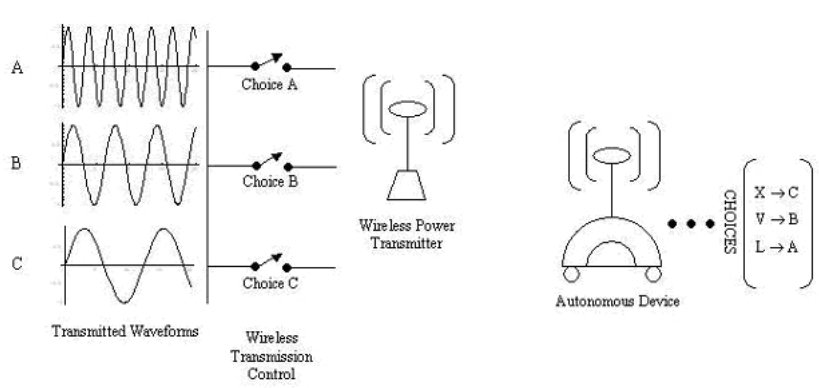 A
Choice A
B
Choice B
C
Choice C
Transmitted Waveforms
Wireless
Transmission
Control
Wireless Power
Transmitter
Autonomous Device
CHOICES
X → C
V → B
L → A